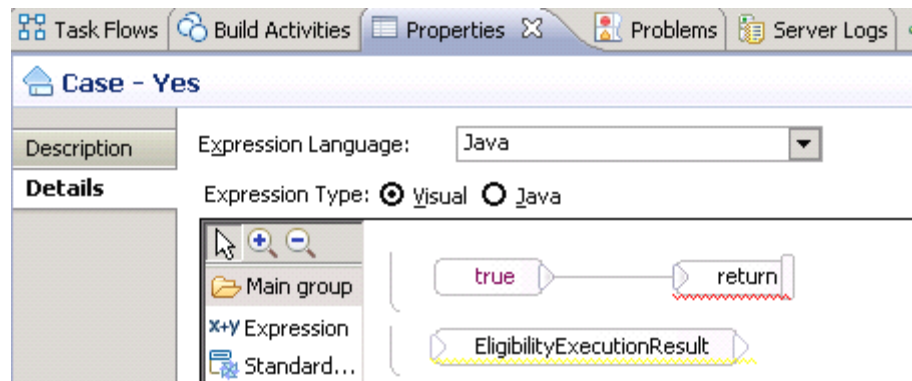 Task Flows Build Activities Properties Problems Server Logs
Case - Yes
Description
Expression Language: Java
Details
Expression Type: Visual Java
Main group
true return
X+Y Expression
EligibilityExecutionResult
Standard...